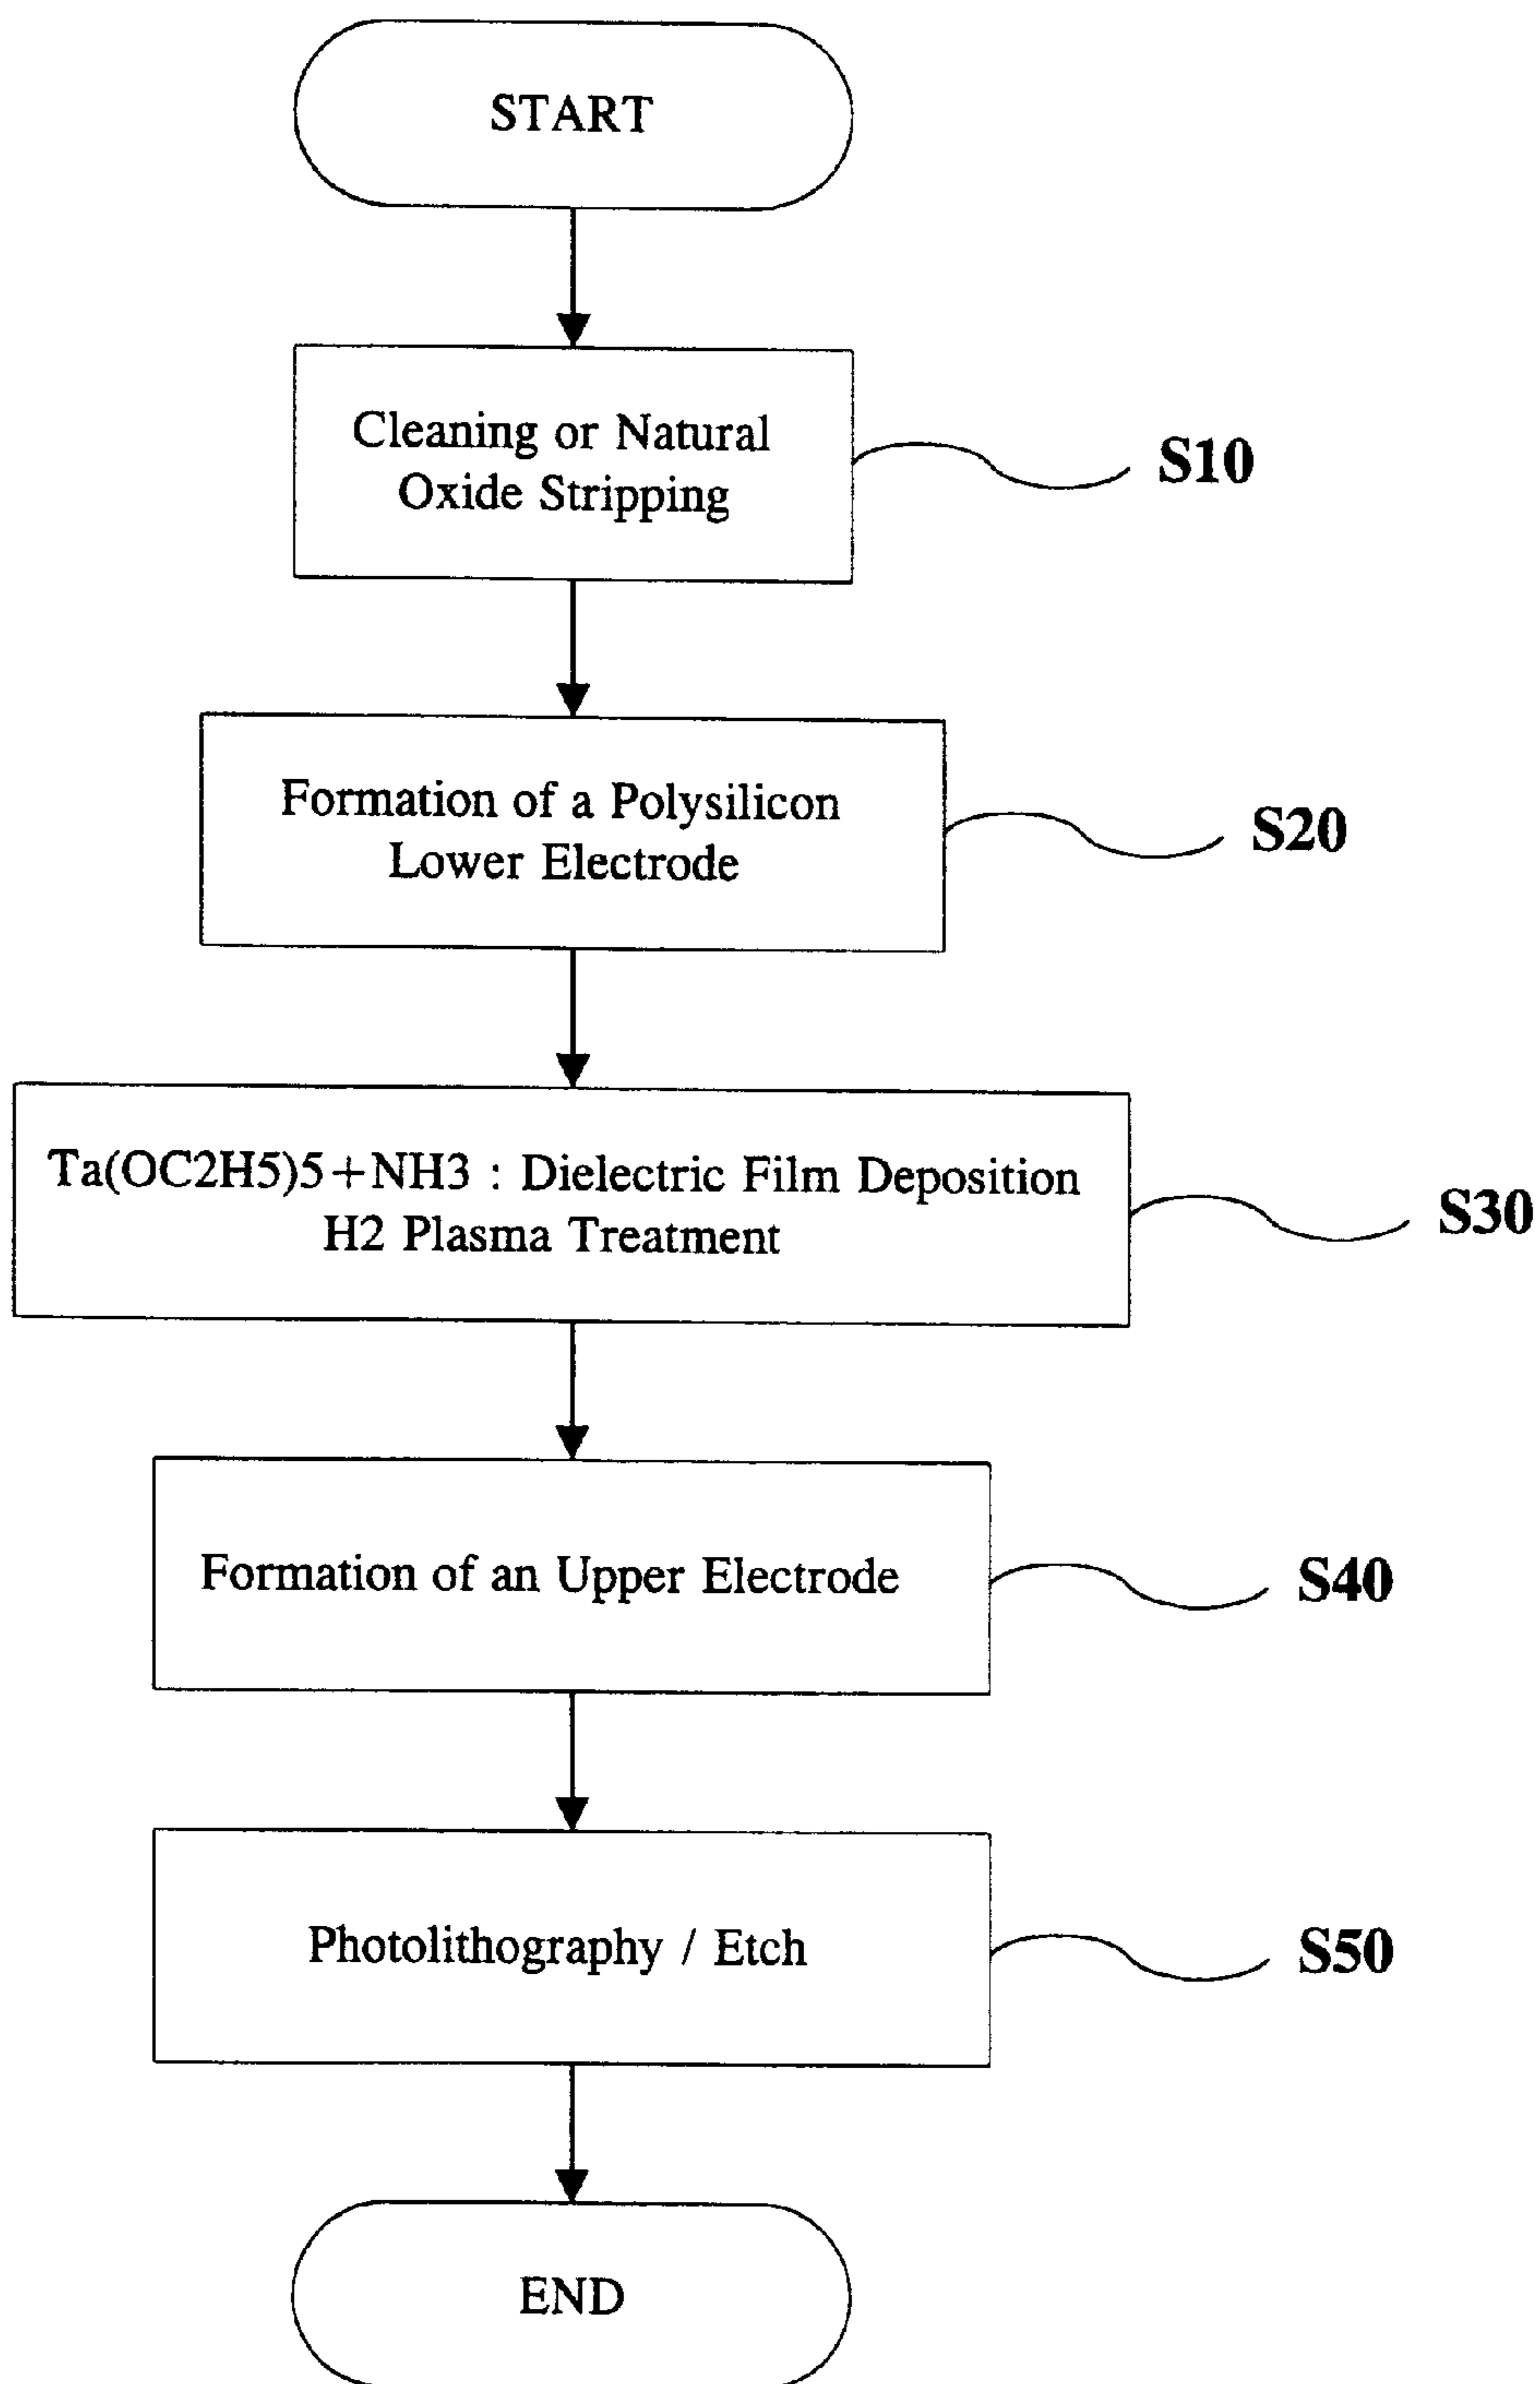 START
Cleaning or Natural
Oxide Stripping
S10
Formation of a Polysilicon
Lower Electrode
S20
Ta(OC2H5)5+NH3 : Dielectric Film Deposition
H2 Plasma Treatment
S30
Formation of an Upper Electrode
S40
Photolithography / Etch
S50
END